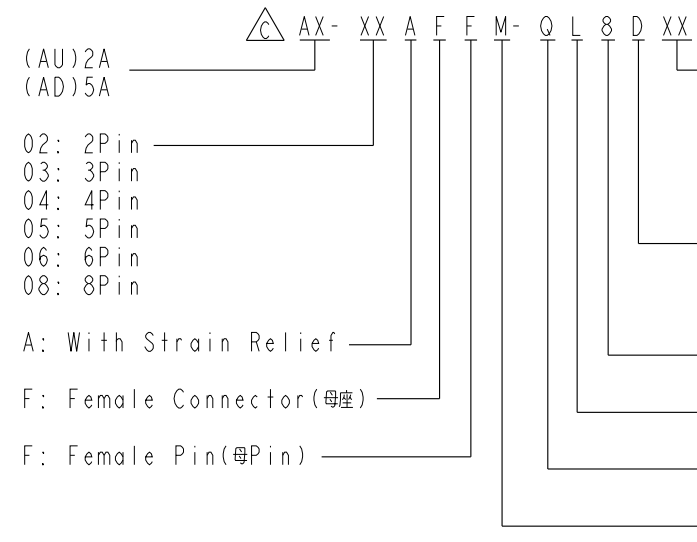 C AX- XX A F F M- Q L 8 D XX
(AU)2A
(AD)5A
02: 2Pin
03: 3Pin
04: 4Pin
05: 5Pin
06: 6Pin
08: 8Pin
A: With Strain Relief
F: Female Connector(母座)
F: Female Pin(母Pin)